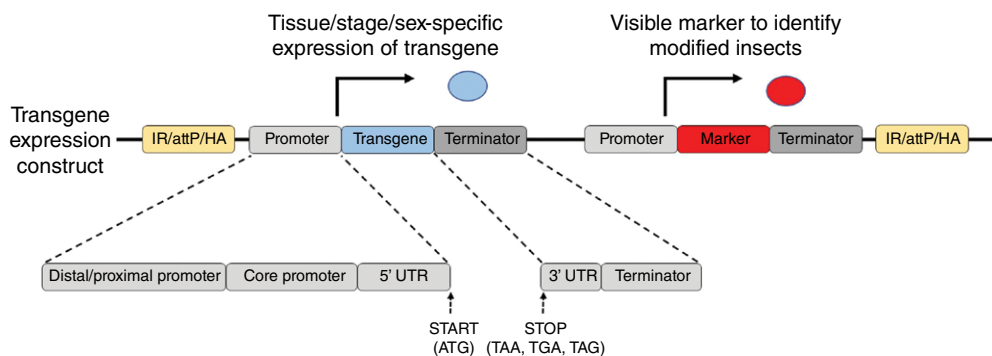 Tissue/stage/sex-specific
expression of transgene
Visible marker to identify
modified insects
Transgene
expression
construct
IR/attP/HA
Promoter
Transgene
Terminator
Promoter
Marker
Terminator
IR/attP/HA
Distal/proximal promoter
Core promoter
5' UTR
3' UTR
Terminator
START
(ATG)
STOP
(TAA, TGA, TAG)